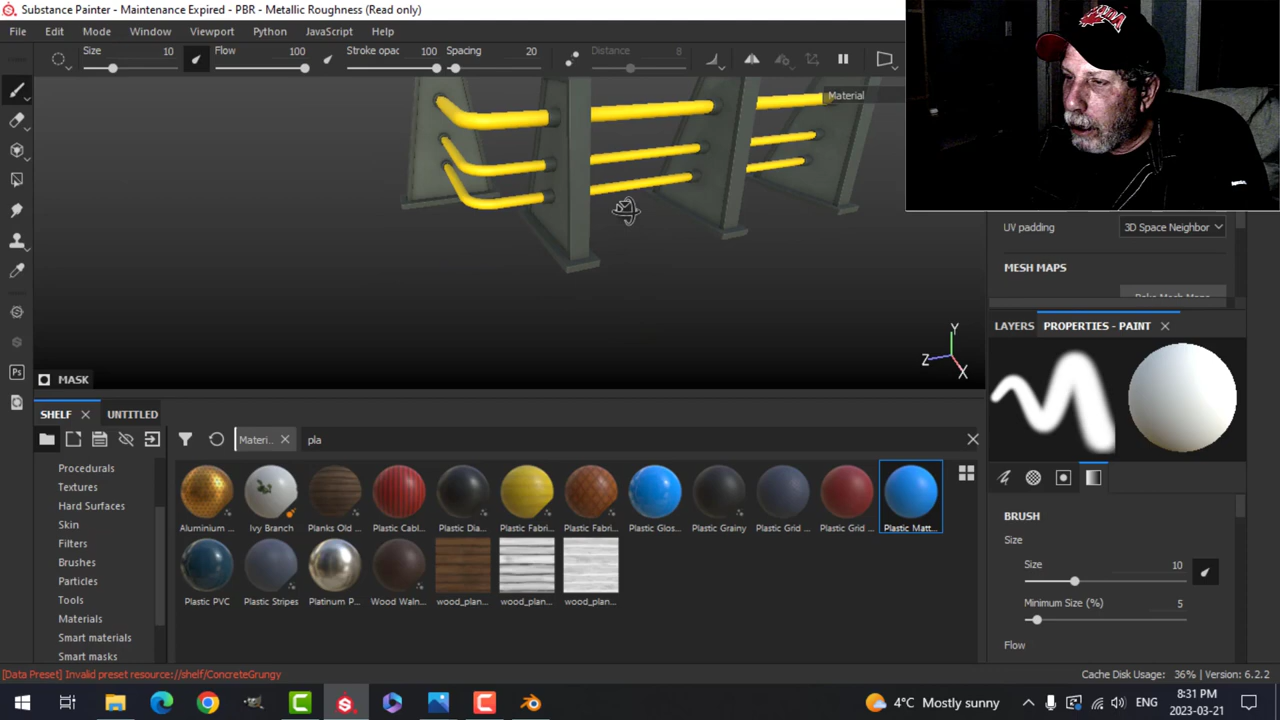 Substance Painter - Maintenance Expired - PBR - Metallic Roughness (Read only)
File Edit Mode Window Viewport Python JavaScript Help
Size 10 Flow 100 Stroke opac 100 Spacing 20 Distance 8
Material
UV padding 3D Space Neighbor
MESH MAPS
Bake Mesh Maps
LAYERS PROPERTIES - PAINT
Y
Z
X
Ps
MASK
SHELF UNTITLED
Materi.. pla
Procedurals
Textures
Hard Surfaces
Skin
Filters
Brushes
Particles
Tools
Materials
Smart materials
Smart masks
Aluminium ... Ivy Branch Planks Old ... Plastic Cabl... Plastic Dia... Plastic Fabri... Plastic Fabri... Plastic Glos... Plastic Grainy Plastic Grid ... Plastic Grid ... Plastic Matt...
Plastic PVC Plastic Stripes Platinum P... Wood Waln... wood_plan... wood_plan... wood_plan...
BRUSH
Size
Size 10
Minimum Size (%) 5
Flow
[Data Preset] Invalid preset resource://shelf/ConcreteGrungy
Cache Disk Usage: 36% | Version: 6.2.2
4°C Mostly sunny
ENG
8:31 PM
2023-03-21